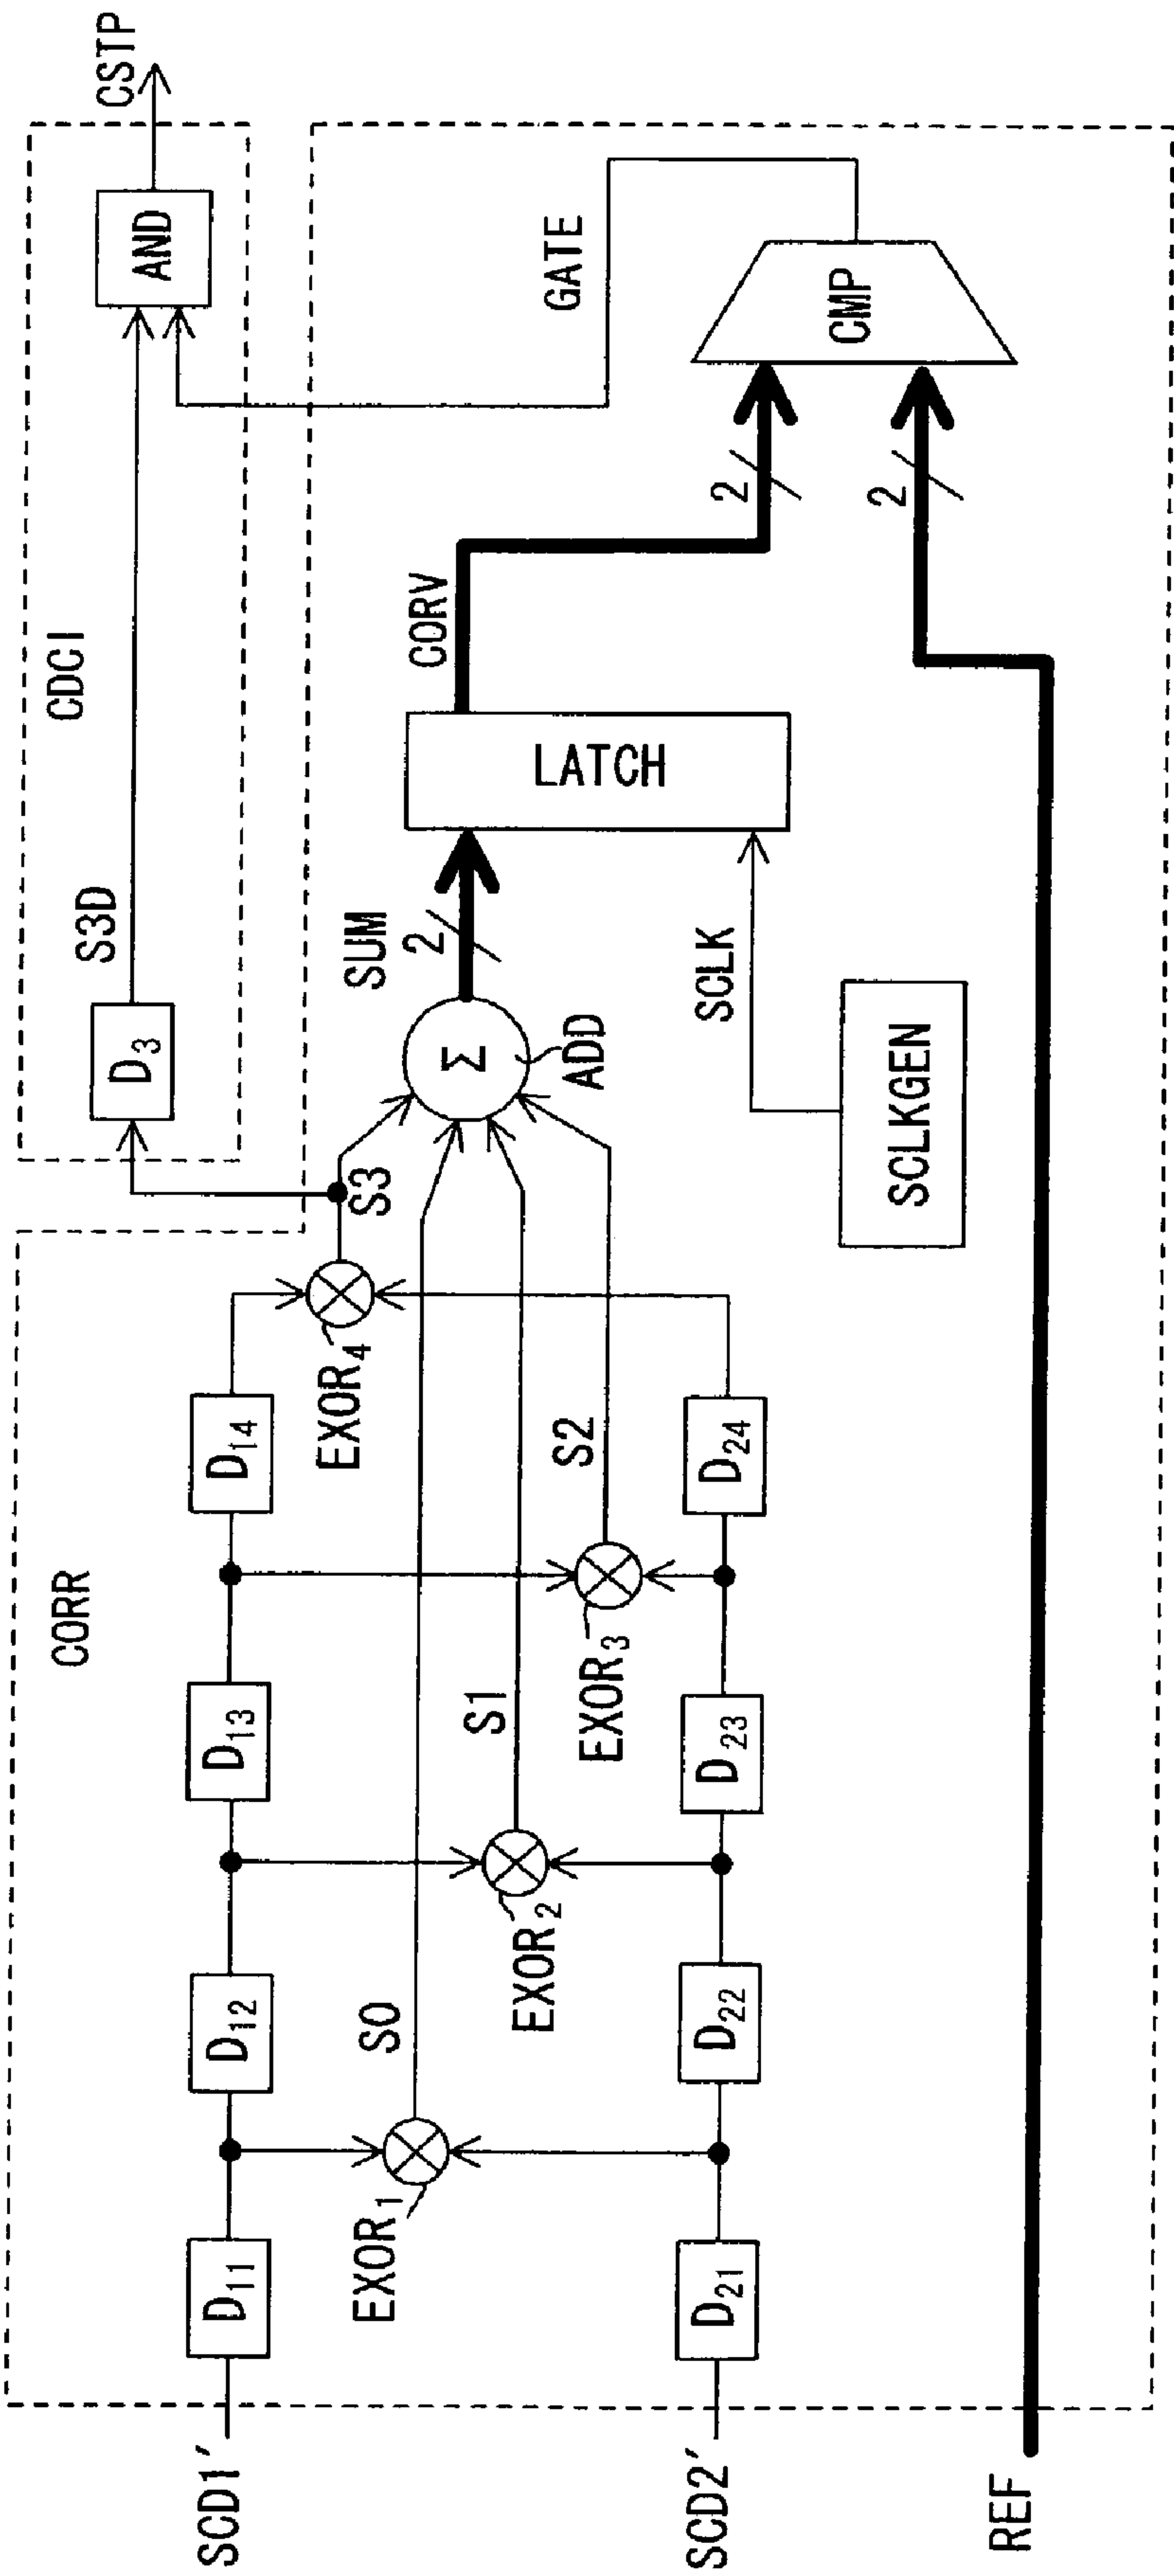 CDCI
D3
S3D
AND
CSTP
CORR
SCD1′
D11
D12
D13
D14
EXOR1
S0
EXOR2
S1
EXOR3
S2
EXOR4
S3
SCD2′
D21
D22
D23
D24
Σ
ADD
SUM
2
LATCH
CORV
2
2
GATE
CMP
SCLK
SCLKGEN
REF